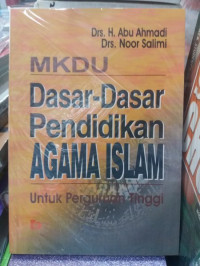 Drs. H. Abu Ahmadi
Drs. Noor Salimi
MKDU
Dasar-Dasar
Pendidikan
AGAMA ISLAM
Untuk Perguruan Tinggi